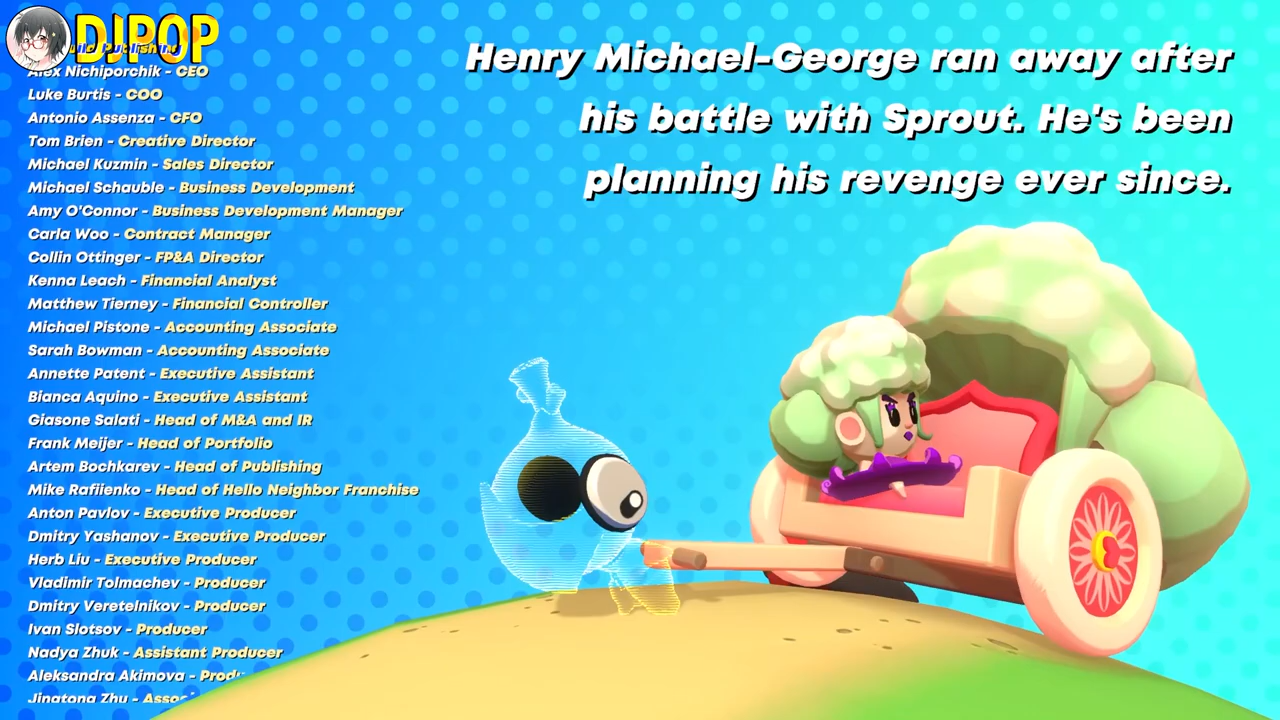 DJPOP
Publishing
Alex Nichiporchik - CEO
Luke Burtis - COO
Antonio Assenza - CFO
Tom Brien - Creative Director
Michael Kuzmin - Sales Director
Michael Schauble - Business Development
Amy O'Connor - Business Development Manager
Carla Woo - Contract Manager
Collin Ottinger - FP&A Director
Kenna Leach - Financial Analyst
Matthew Tierney - Financial Controller
Michael Pistone - Accounting Associate
Sarah Bowman - Accounting Associate
Annette Patent - Executive Assistant
Bianca Aquino - Executive Assistant
Giasone Salati - Head of M&A and IR
Frank Meijer - Head of Portfolio
Artem Bochkarev - Head of Publishing
Mike Rafiienko - Head of Hello Neighbor Franchise
Anton Pavlov - Executive Producer
Dmitry Yashanov - Executive Producer
Herb Liu - Executive Producer
Vladimir Tolmachev - Producer
Dmitry Veretelnikov - Producer
Ivan Slotsov - Producer
Nadya Zhuk - Assistant Producer
Aleksandra Akimova - Produ
Jingtong Zhu - Assoc
Henry Michael-George ran away after
his battle with Sprout. He's been
planning his revenge ever since.